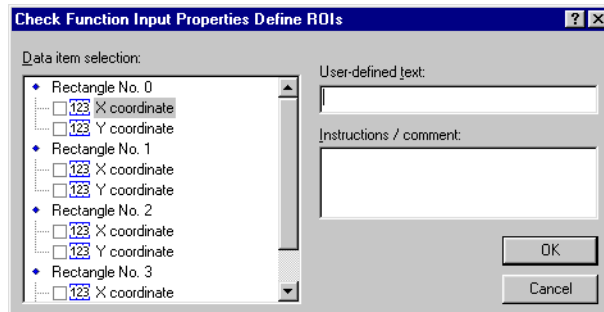 Check Function Input Properties Define ROIs
Data item selection:
Rectangle No. 0
123 X coordinate
123 Y coordinate
Rectangle No. 1
123 X coordinate
123 Y coordinate
Rectangle No. 2
123 X coordinate
123 Y coordinate
Rectangle No. 3
123 X coordinate
User-defined text:
Instructions / comment:
OK
Cancel